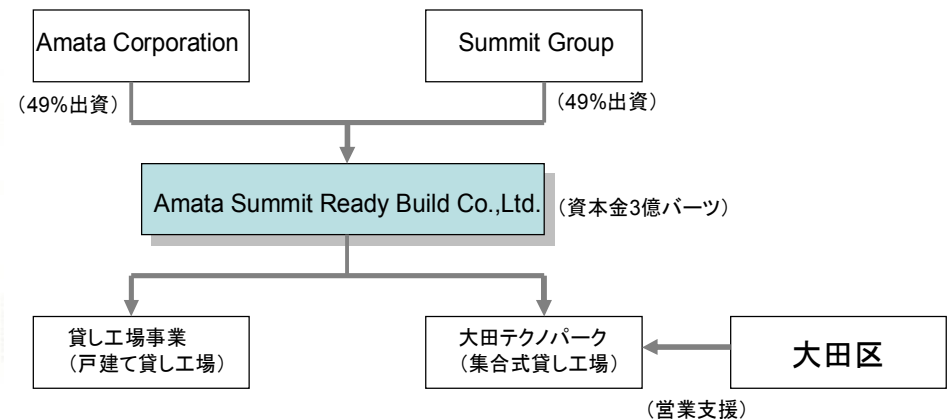 Amata Corporation
Summit Group
（49%出資）
（49%出資）
Amata Summit Ready Build Co.,Ltd.
（資本金3億バーツ）
貸し工場事業
（戸建て貸し工場）
大田テクノパーク
（集合式貸し工場）
大田区
（営業支援）